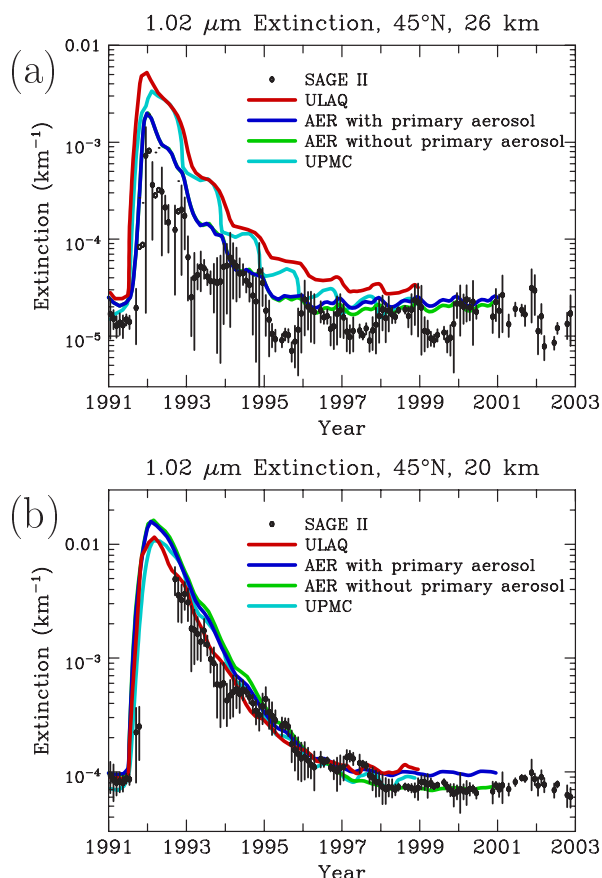 1.02 μm Extinction, 45°N, 26 km
(a)
0.01
10⁻³
10⁻⁴
10⁻⁵
Extinction (km⁻¹)
SAGE II
ULAQ
AER with primary aerosol
AER without primary aerosol
UPMC
1991 1993 1995 1997 1999 2001 2003
Year
1.02 μm Extinction, 45°N, 20 km
(b)
0.01
10⁻³
10⁻⁴
Extinction (km⁻¹)
SAGE II
ULAQ
AER with primary aerosol
AER without primary aerosol
UPMC
1991 1993 1995 1997 1999 2001 2003
Year